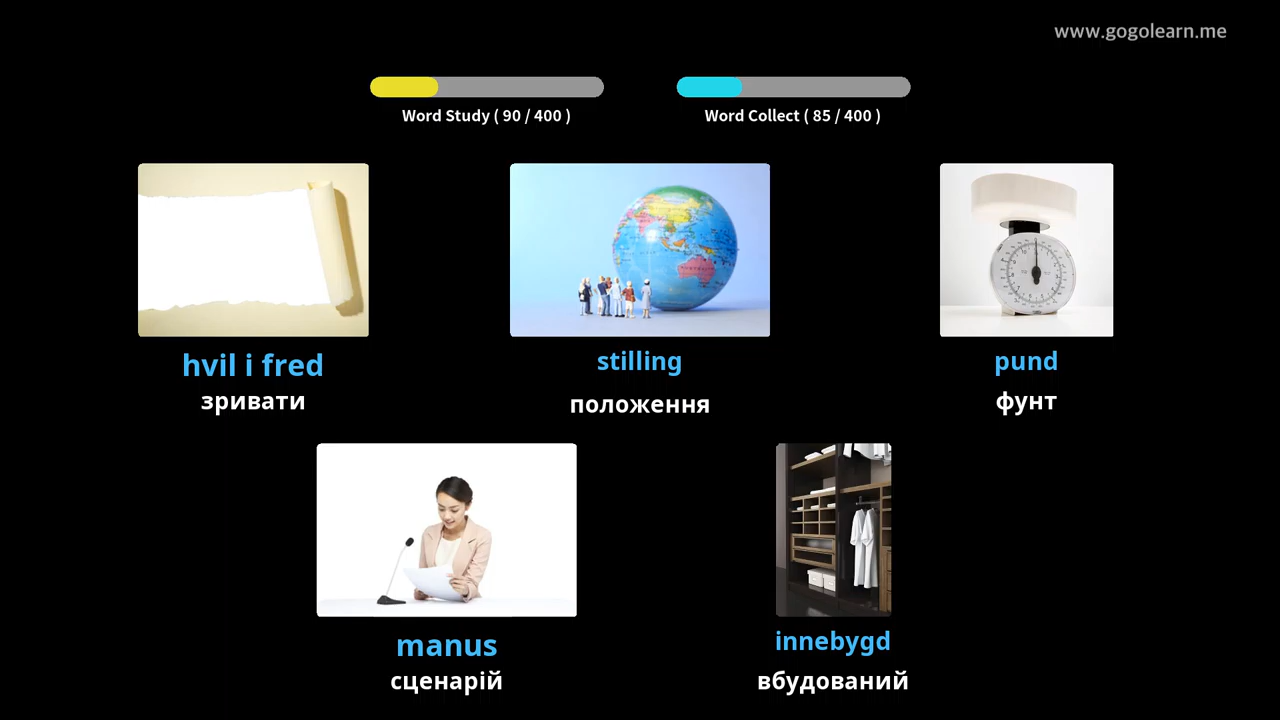 www.gogolearn.me
Word Study ( 90 / 400 )
Word Collect ( 85 / 400 )
hvil i fred
зривати
stilling
положення
pund
фунт
manus
сценарій
innebygd
вбудований